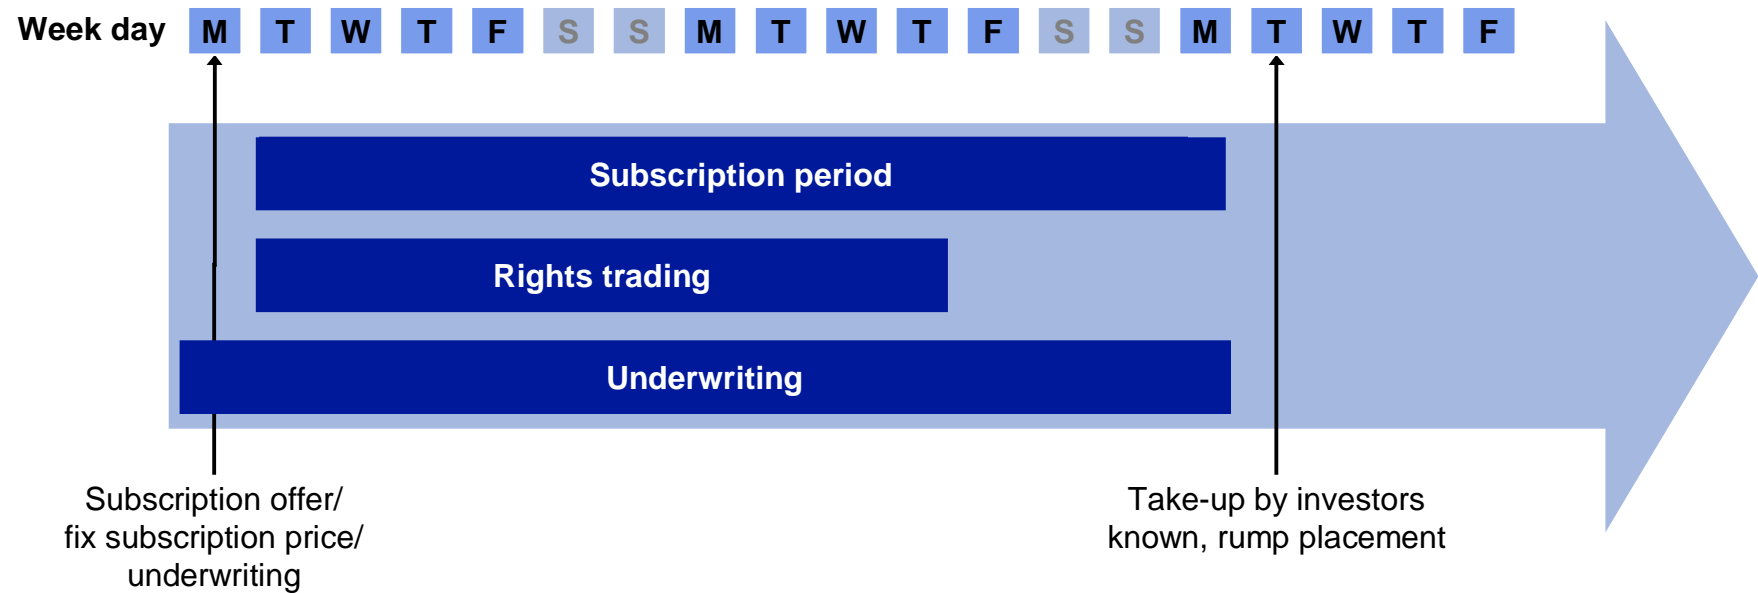 Week day M T W T F S S M T W T F S S M T W T F
Subscription period
Rights trading
Underwriting
Subscription offer/
fix subscription price/
underwriting
Take-up by investors
known, rump placement